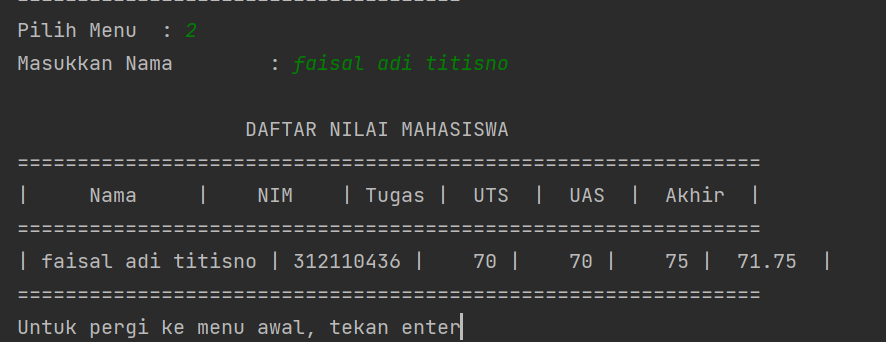 =====================================
Pilih Menu  : 2
Masukkan Nama        : faisal adi titisno
DAFTAR NILAI MAHASISWA
==============================================================
|     Nama     |    NIM    | Tugas |  UTS  |  UAS  |  Akhir  |
==============================================================
| faisal adi titisno | 312110436 |    70 |    70 |    75 |  71.75  |
==============================================================
Untuk pergi ke menu awal, tekan enter